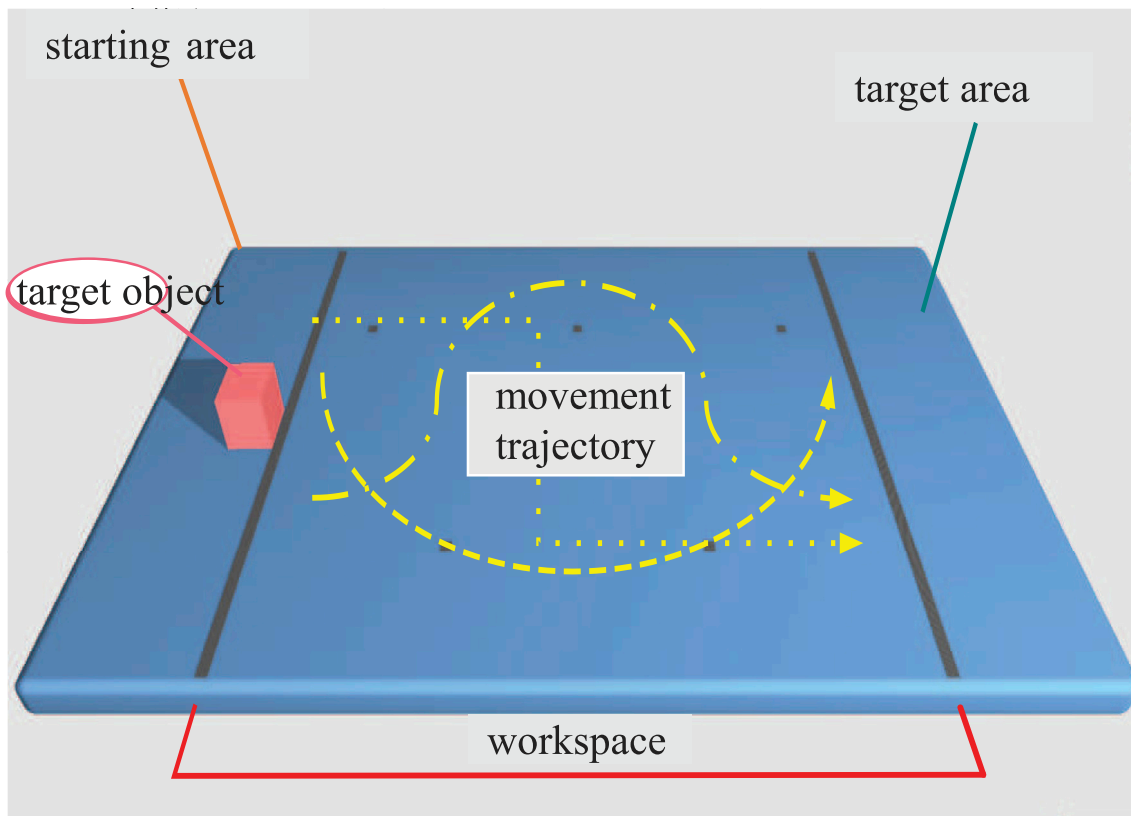 starting area
target area
target object
movement
trajectory
workspace